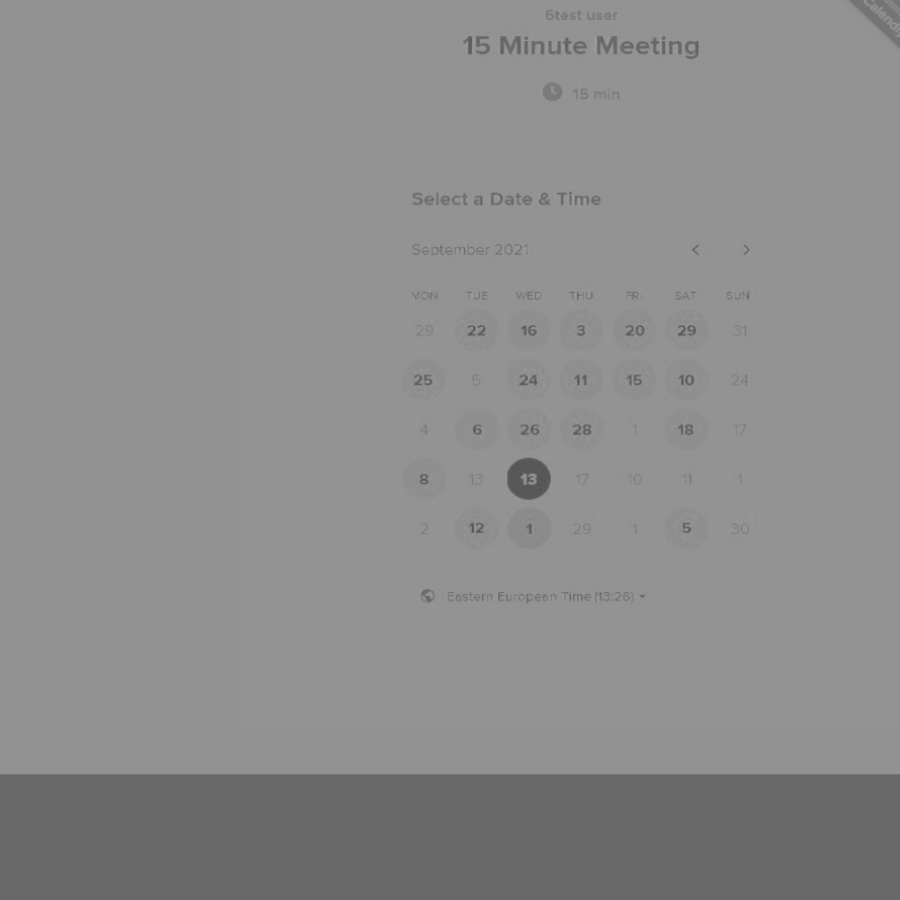 6test user
15 Minute Meeting
15 min
Select a Date & Time
September 2021
MON TUE WED THU FRI SAT SUN
29 22 16 3 20 29 31
25 5 24 11 15 10 24
4 6 26 28 1 18 17
8 13 13 17 10 11 1
2 12 1 29 1 5 30
Eastern European Time (13:26)